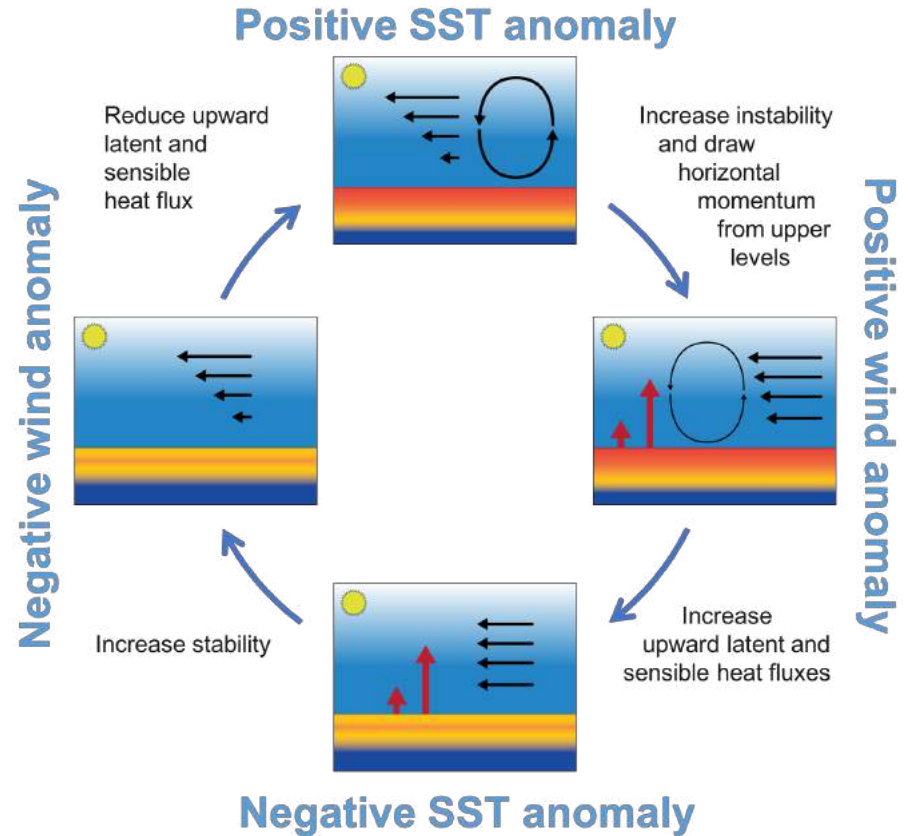 Positive SST anomaly
Reduce upward
latent and
sensible
heat flux
Increase instability
and draw
horizontal
momentum
from upper
levels
Negative wind anomaly
Positive wind anomaly
Increase stability
Increase
upward latent and
sensible heat fluxes
Negative SST anomaly